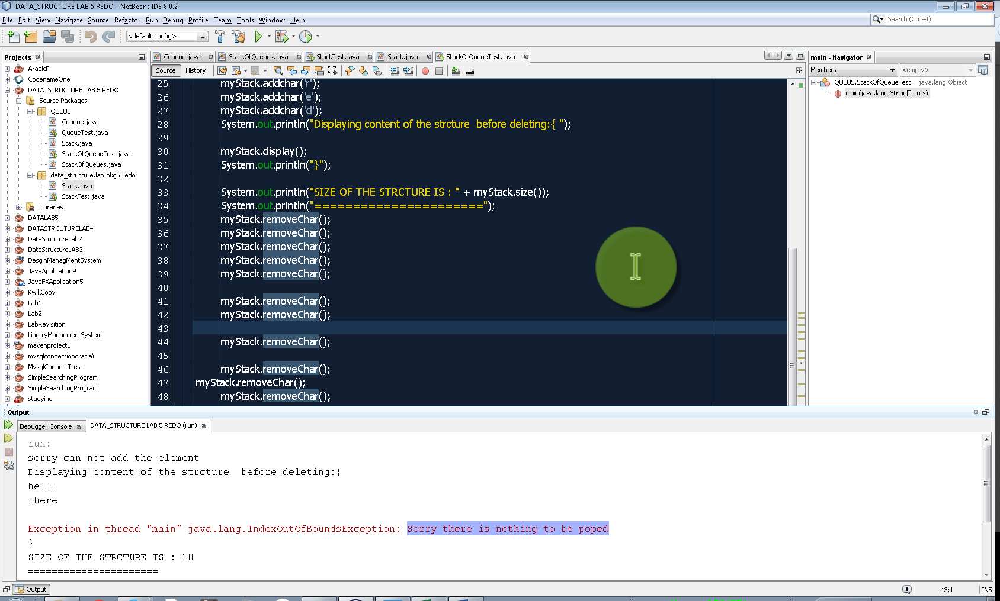 DATA_STRUCTURE LAB 5 REDO - NetBeans IDE 8.0.2
File Edit View Navigate Source Refactor Run Debug Profile Team Tools Window Help
Search (Ctrl+I)
<default config>
Projects
ArabicP
CodenameOne
DATA_STRUCTURE LAB 5 REDO
Source Packages
QUEUS
Cqueue.java
QueueTest.java
Stack.java
StackOfQueueTest.java
StackOfQueues.java
data_structure.lab.pkg5.redo
Stack.java
StackTest.java
Libraries
DATALAB5
DATASTRCUTURELAB4
DataStructureLab2
DataStructureLAB3
DesginManagMentSystem
JavaApplication9
JavaFXApplication5
KwikCopy
Lab1
Lab2
LabRevisition
LibraryManagmentSystem
mavenproject1
mysqlconnectionoracle\
MysqlConnectTtest
SimpleSearchingProgram
SimpleSearchingProgram
studying
Cqueue.java StackOfQueues.java StackTest.java Stack.java StackOfQueueTest.java
Source History
25 myStack.addchar('r');
26 myStack.addchar('e');
27 myStack.addchar('d');
28 System.out.println("Displaying content of the strcture  before deleting:{ ");
29
30 myStack.display();
31 System.out.println("}");
32
33 System.out.println("SIZE OF THE STRCTURE IS : " + myStack.size());
34 System.out.println("======================");
35 myStack.removeChar();
36 myStack.removeChar();
37 myStack.removeChar();
38 myStack.removeChar();
39 myStack.removeChar();
40
41 myStack.removeChar();
42 myStack.removeChar();
43
44 myStack.removeChar();
45
46 myStack.removeChar();
47 myStack.removeChar();
48 myStack.removeChar();
main - Navigator
Members <empty>
QUEUS.StackOfQueueTest :: java.lang.Object
main(java.lang.String[] args)
Output
Debugger Console DATA_STRUCTURE LAB 5 REDO (run)
run:
sorry can not add the element
Displaying content of the strcture  before deleting:{
hell0
there
Exception in thread "main" java.lang.IndexOutOfBoundsException: Sorry there is nothing to be poped
}
SIZE OF THE STRCTURE IS : 10
======================
Output
1 43:1 INS